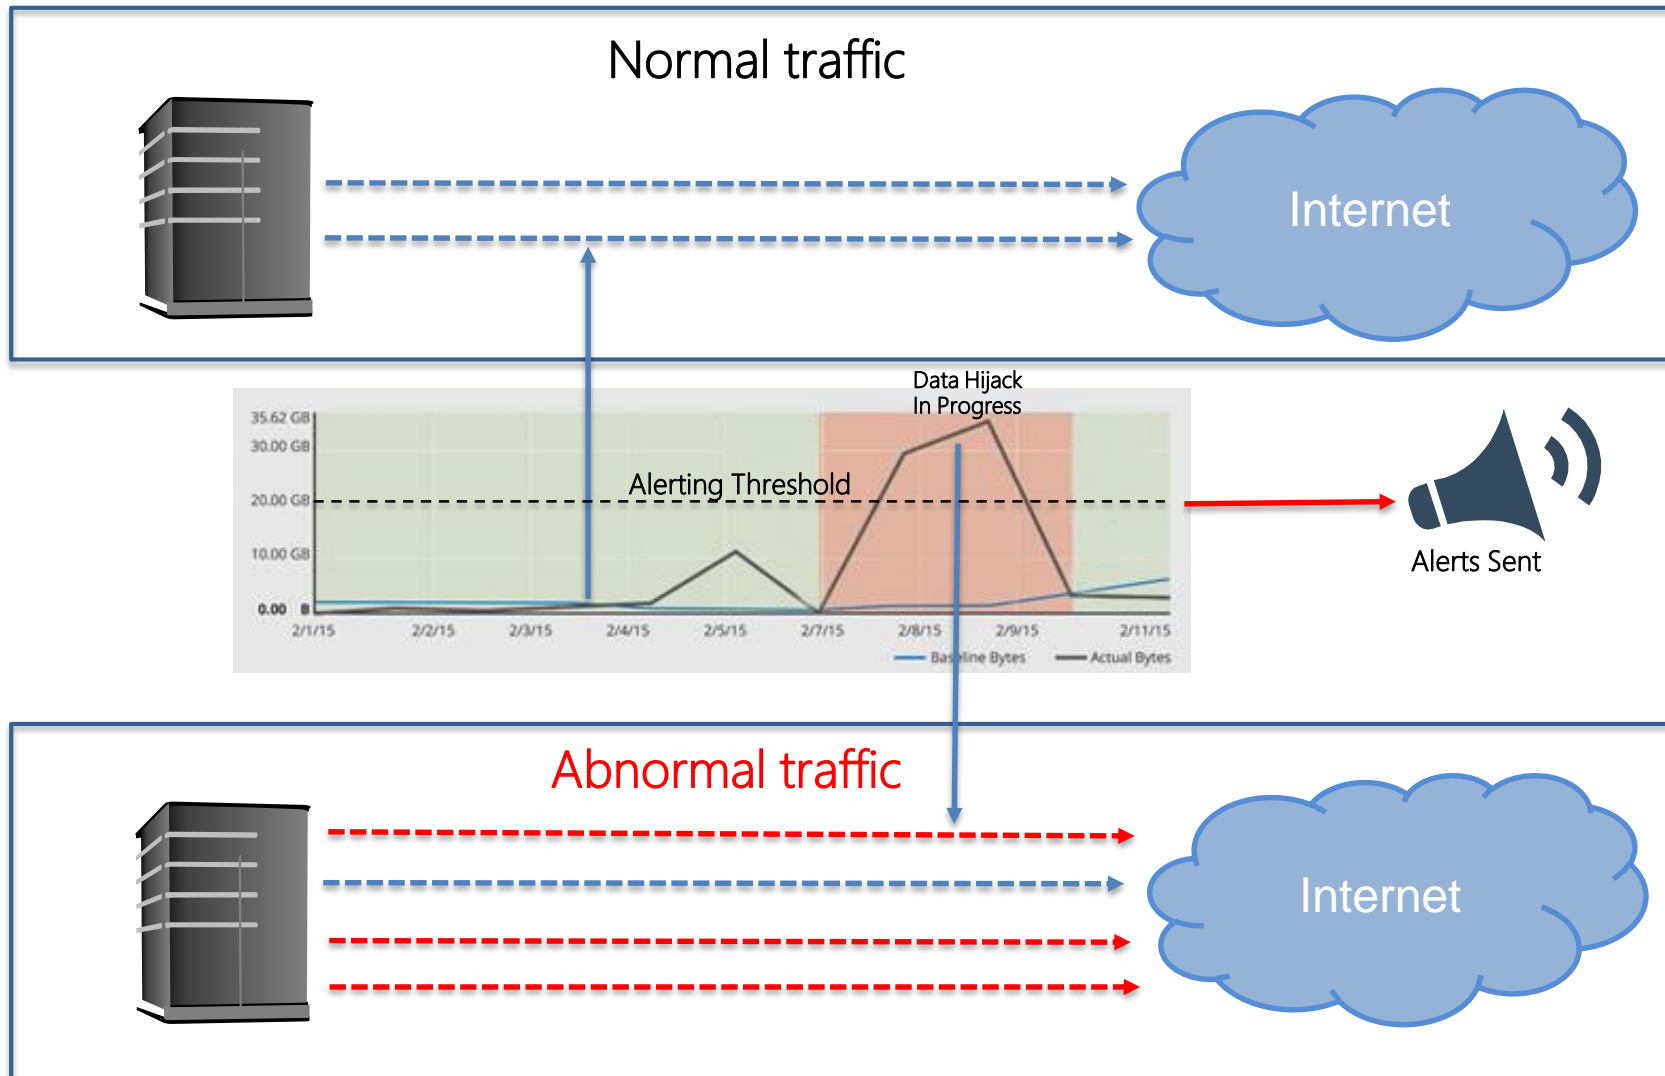 Normal traffic
Internet
Data Hijack
In Progress
35.62 GB
30.00 GB
Alerting Threshold
20.00 GB
10.00 GB
Alerts Sent
0.00 B
2/1/15 2/2/15 2/3/15 2/4/15 2/5/15 2/7/15 2/8/15 2/9/15 2/11/15
Baseline Bytes Actual Bytes
Abnormal traffic
Internet